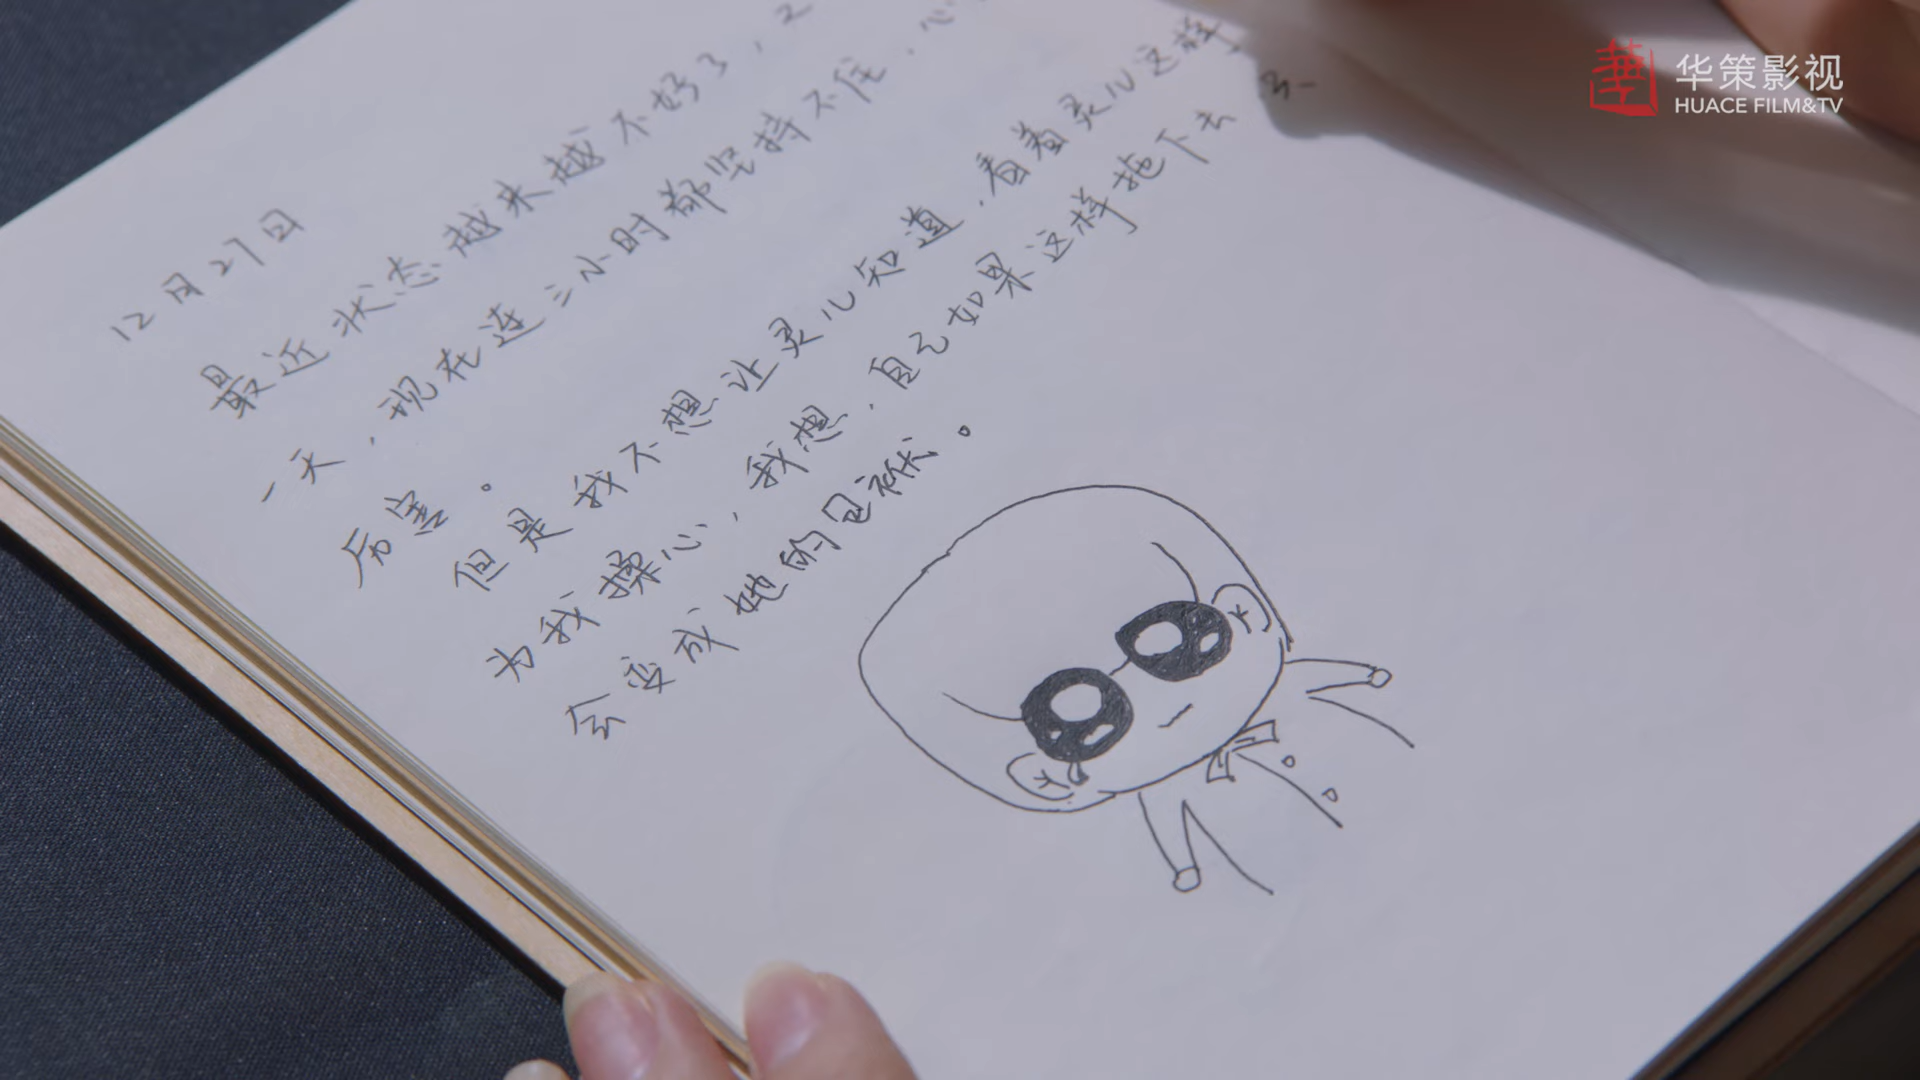 12月27日
最近状态越来越不好了,
一天,现在连三小时都坚持不住,心
厉害。
但是我不想让灵儿知道,看着灵儿这样
为我操心,我想,自己如果这样拖下去
会变成她的包袱。
华策影视
HUACE FILM&TV